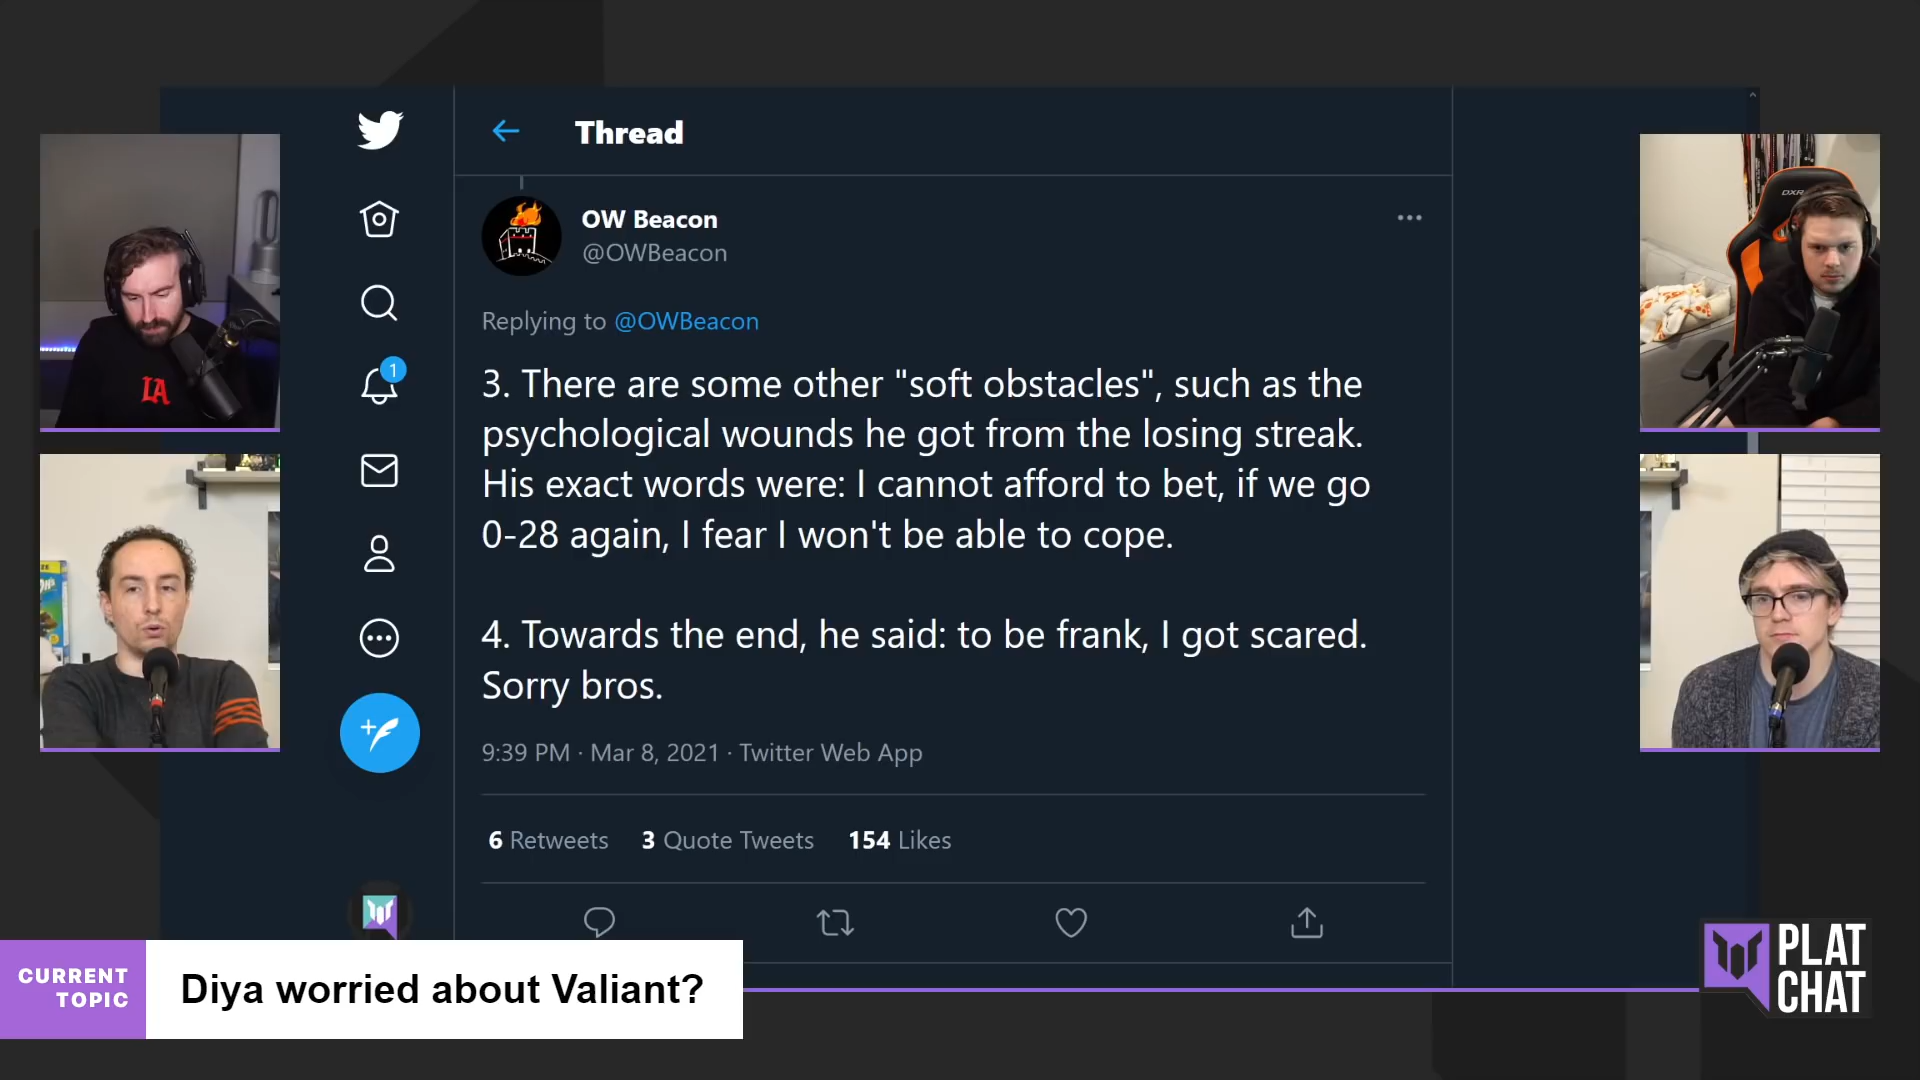 Thread
OW Beacon
@OWBeacon
Replying to @OWBeacon
3. There are some other "soft obstacles", such as the
psychological wounds he got from the losing streak.
His exact words were: I cannot afford to bet, if we go
0-28 again, I fear I won't be able to cope.
4. Towards the end, he said: to be frank, I got scared.
Sorry bros.
9:39 PM · Mar 8, 2021 · Twitter Web App
6 Retweets 3 Quote Tweets 154 Likes
1
LA
DXR
CURRENT
TOPIC
Diya worried about Valiant?
PLAT
CHAT